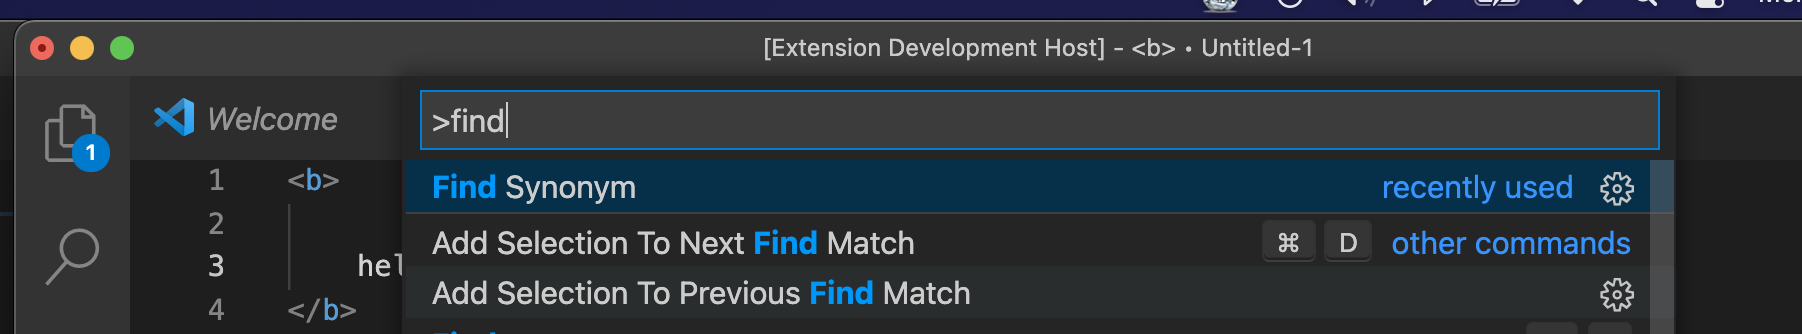 [Extension Development Host] - <b> • Untitled-1
Welcome
>find
1
1 <b>
2
3 hel
4 </b>
Find Synonym recently used
Add Selection To Next Find Match ⌘ D other commands
Add Selection To Previous Find Match